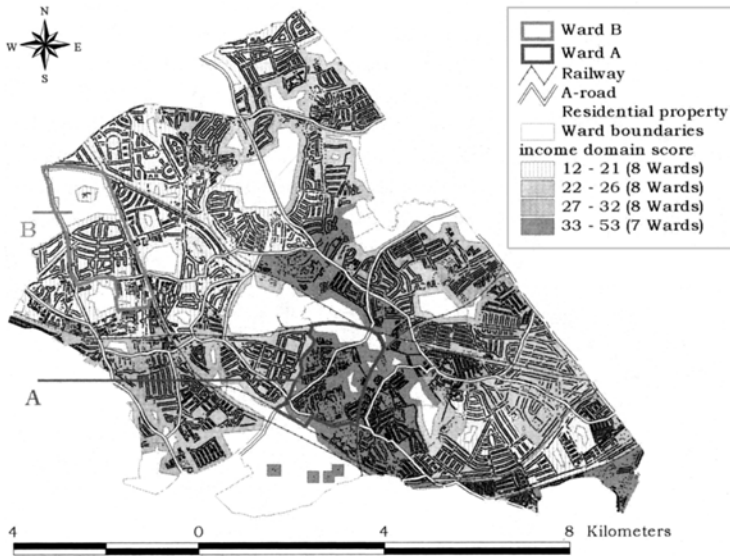 N
W E
S
Ward B
Ward A
Railway
A-road
Residential property
Ward boundaries
income domain score
12 - 21 (8 Wards)
22 - 26 (8 Wards)
27 - 32 (8 Wards)
33 - 53 (7 Wards)
B
A
4 0 4 8 Kilometers